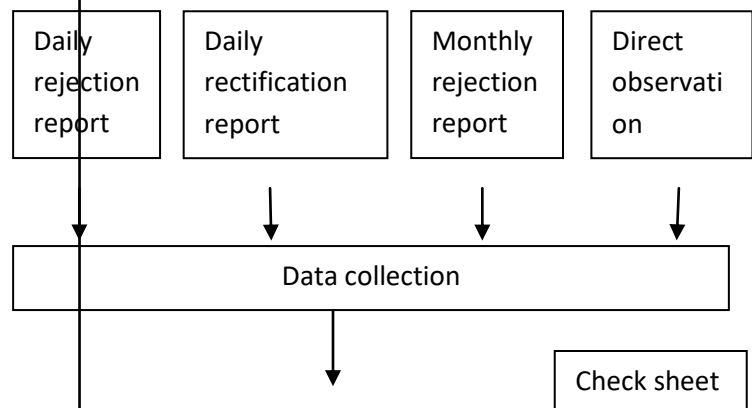 Daily
rejection
report
Daily
rectification
report
Monthly
rejection
report
Direct
observati
on
Data collection
Check sheet